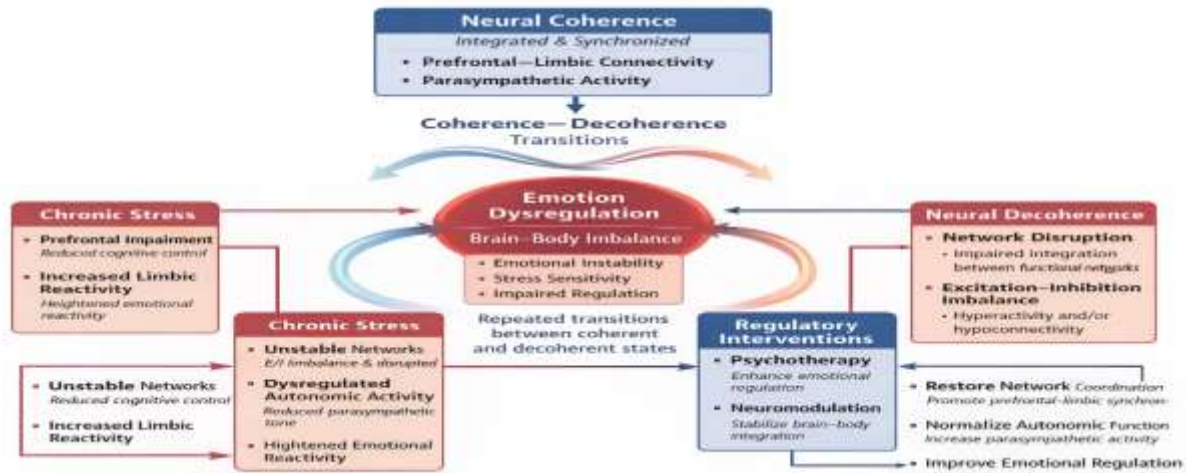 Neural Coherence
Integrated & Synchronized
• Prefrontal—Limbic Connectivity
• Parasympathetic Activity
Coherence—Decoherence
Transitions
Emotion
Dysregulation
Brain–Body Imbalance
• Emotional Instability
• Stress Sensitivity
• Impaired Regulation
Repeated transitions
between coherent
and decoherent states
Chronic Stress
• Prefrontal Impairment
Reduced cognitive control
• Increased Limbic
Reactivity
Heightened emotional
reactivity
Neural Decoherence
• Network Disruption
• Impaired integration
between functional networks
• Excitation–Inhibition
Imbalance
• Hyperactivity and/or
hypoconnectivity
Chronic Stress
• Unstable Networks
E/I Imbalance & disrupted
• Dysregulated
Autonomic Activity
Reduced parasympathetic
tone
• Hightened Emotional
Reactivity
Regulatory
Interventions
• Psychotherapy
Enhance emotional
regulation
• Neuromodulation
Stabilize brain–body
integration
• Unstable Networks
Reduced cognitive control
• Increased Limbic
Reactivity
• Restore Network Coordination
Promote prefrontal–limbic synchron-
• Normalize Autonomic Function
Increase parasympathetic activity
• Improve Emotional Regulation